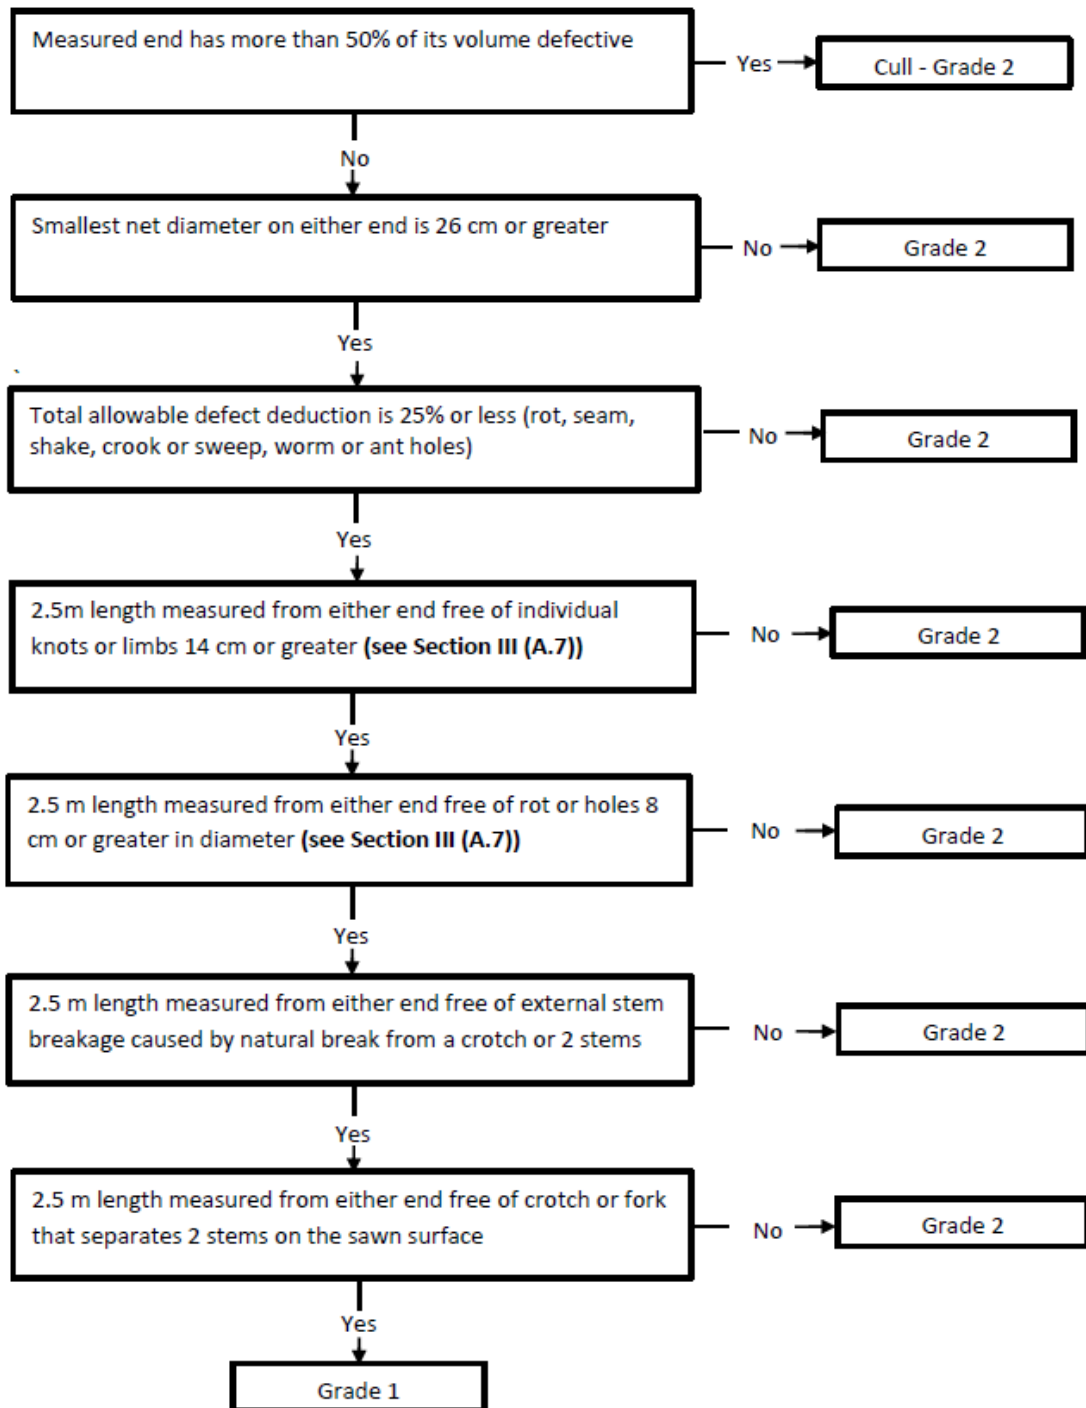 Measured end has more than 50% of its volume defective
Yes
Cull - Grade 2
No
Smallest net diameter on either end is 26 cm or greater
No
Grade 2
Yes
`
Total allowable defect deduction is 25% or less (rot, seam,
shake, crook or sweep, worm or ant holes)
No
Grade 2
Yes
2.5m length measured from either end free of individual
knots or limbs 14 cm or greater (see Section III (A.7))
No
Grade 2
Yes
2.5 m length measured from either end free of rot or holes 8
cm or greater in diameter (see Section III (A.7))
No
Grade 2
Yes
2.5 m length measured from either end free of external stem
breakage caused by natural break from a crotch or 2 stems
No
Grade 2
Yes
2.5 m length measured from either end free of crotch or fork
that separates 2 stems on the sawn surface
No
Grade 2
Yes
Grade 1